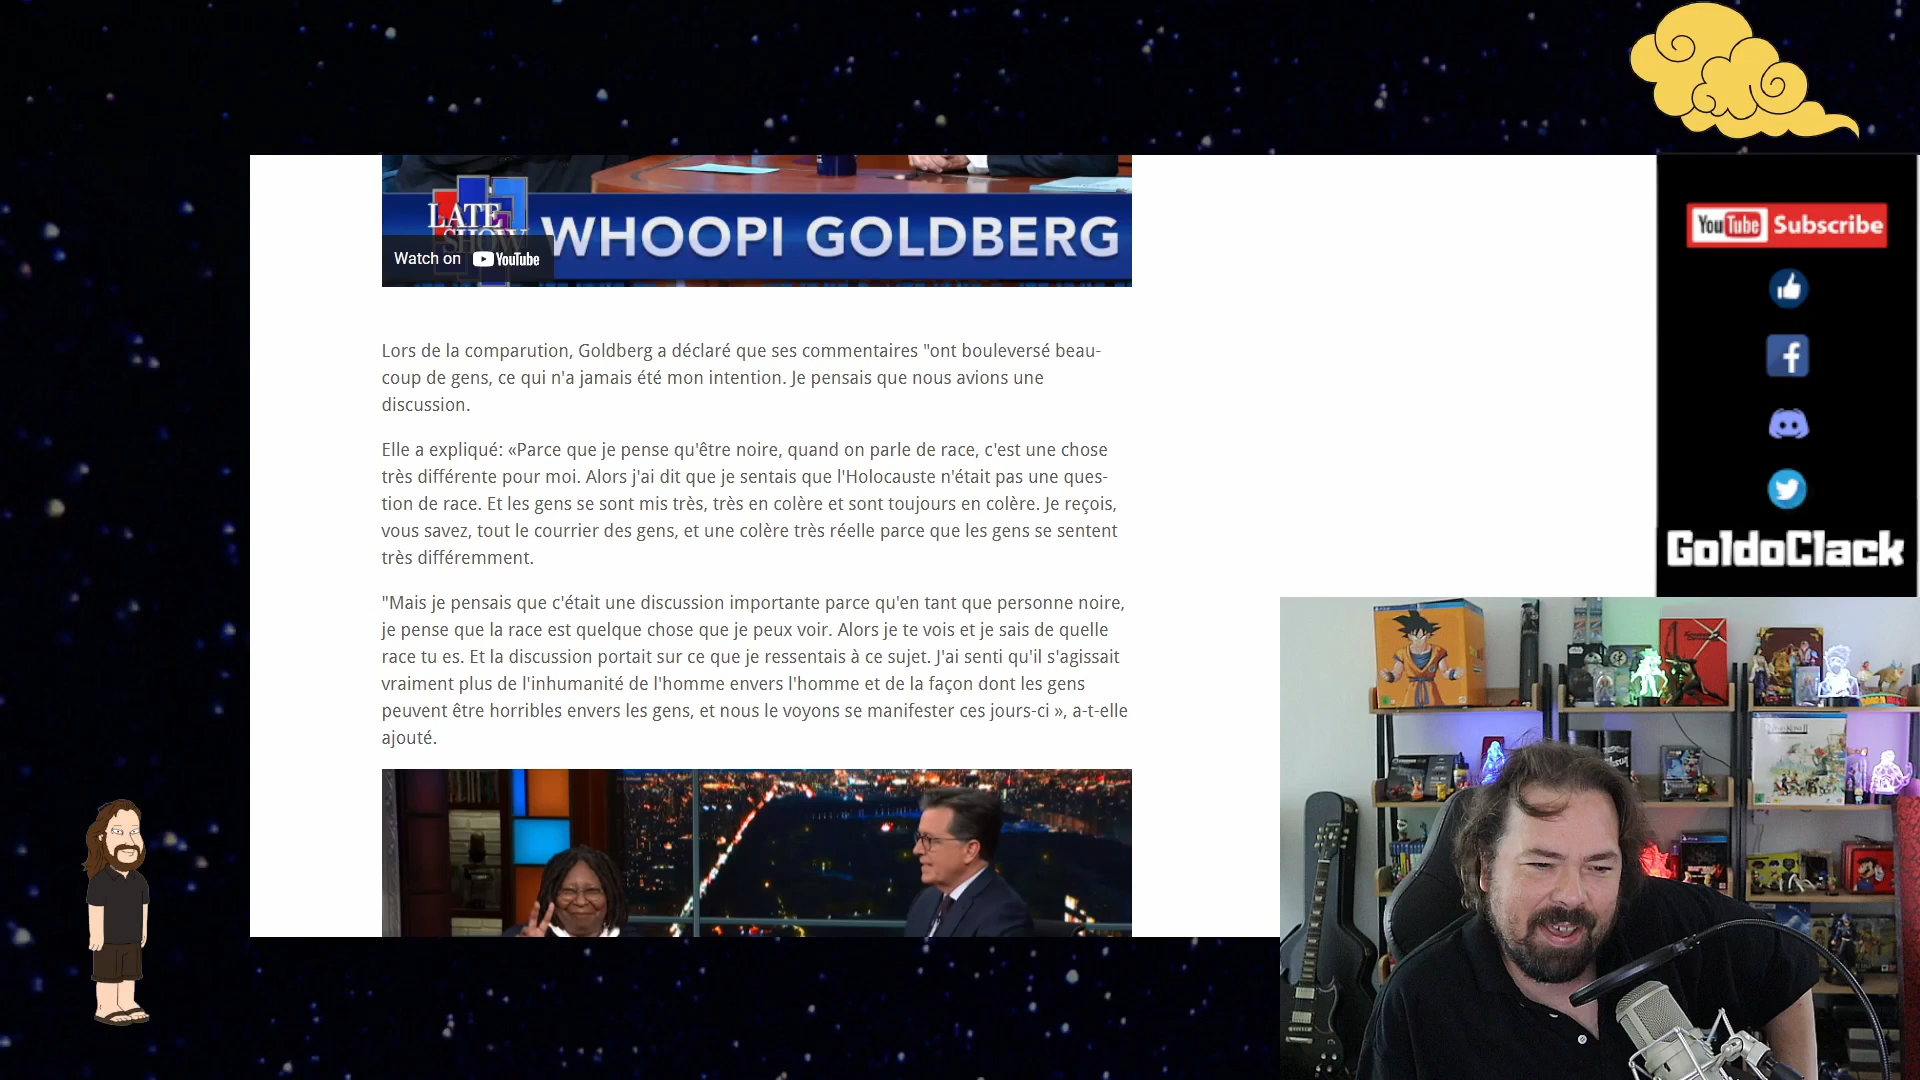 LATE
SHOW
WHOOPI GOLDBERG
Watch on YouTube
Lors de la comparution, Goldberg a déclaré que ses commentaires "ont bouleversé beau-
coup de gens, ce qui n'a jamais été mon intention. Je pensais que nous avions une
discussion.
Elle a expliqué: «Parce que je pense qu'être noire, quand on parle de race, c'est une chose
très différente pour moi. Alors j'ai dit que je sentais que l'Holocauste n'était pas une ques-
tion de race. Et les gens se sont mis très, très en colère et sont toujours en colère. Je reçois,
vous savez, tout le courrier des gens, et une colère très réelle parce que les gens se sentent
très différemment.
"Mais je pensais que c'était une discussion importante parce qu'en tant que personne noire,
je pense que la race est quelque chose que je peux voir. Alors je te vois et je sais de quelle
race tu es. Et la discussion portait sur ce que je ressentais à ce sujet. J'ai senti qu'il s'agissait
vraiment plus de l'inhumanité de l'homme envers l'homme et de la façon dont les gens
peuvent être horribles envers les gens, et nous le voyons se manifester ces jours-ci », a-t-elle
ajouté.
YouTube Subscribe
GoldoClack